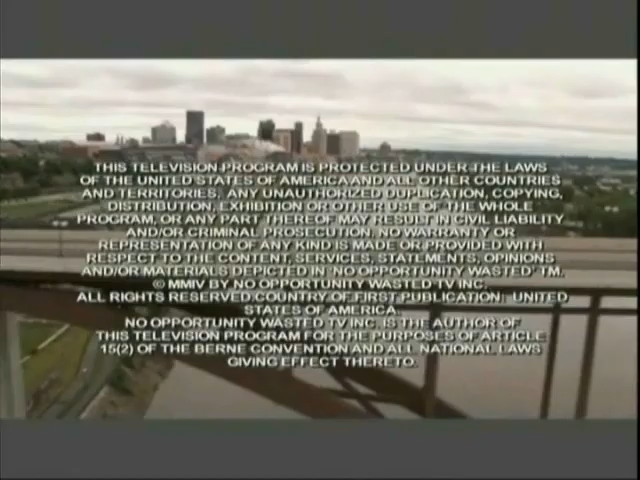 THIS TELEVISION PROGRAM IS PROTECTED UNDER THE LAWS
OF THE UNITED STATES OF AMERICA AND ALL OTHER COUNTRIES
AND TERRITORIES, ANY UNAUTHORIZED DUPLICATION, COPYING,
DISTRIBUTION, EXHIBITION OR OTHER USE OF THE WHOLE
PROGRAM, OR ANY PART THEREOF MAY RESULT IN CIVIL LIABILITY
AND/OR CRIMINAL PROSECUTION. NO WARRANTY OR
REPRESENTATION OF ANY KIND IS MADE OR PROVIDED WITH
RESPECT TO THE CONTENT, SERVICES, STATEMENTS, OPINIONS
AND/OR MATERIALS DEPICTED IN 'NO OPPORTUNITY WASTED' TM.
© MMIV BY NO OPPORTUNITY WASTED TV INC.
ALL RIGHTS RESERVED.COUNTRY OF FIRST PUBLICATION: UNITED
STATES OF AMERICA.
NO OPPORTUNITY WASTED TV INC. IS THE AUTHOR OF
THIS TELEVISION PROGRAM FOR THE PURPOSES OF ARTICLE
15(2) OF THE BERNE CONVENTION AND ALL NATIONAL LAWS
GIVING EFFECT THERETO.